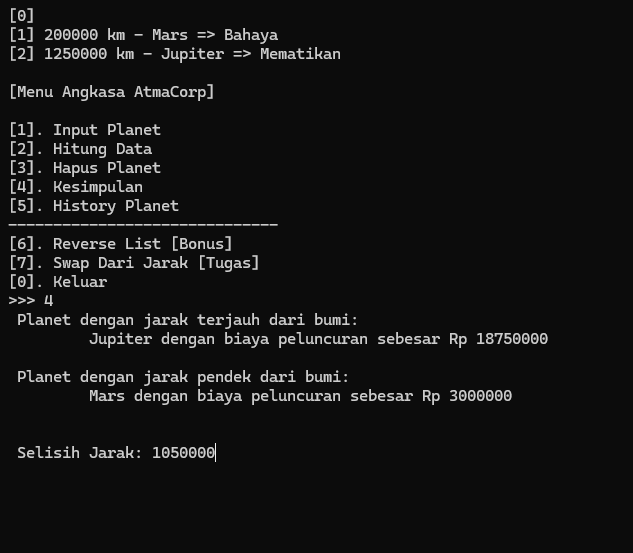 [0]
[1] 200000 km - Mars => Bahaya
[2] 1250000 km - Jupiter => Mematikan
[Menu Angkasa AtmaCorp]
[1]. Input Planet
[2]. Hitung Data
[3]. Hapus Planet
[4]. Kesimpulan
[5]. History Planet
------------------------------
[6]. Reverse List [Bonus]
[7]. Swap Dari Jarak [Tugas]
[0]. Keluar
>>> 4
Planet dengan jarak terjauh dari bumi:
Jupiter dengan biaya peluncuran sebesar Rp 18750000
Planet dengan jarak pendek dari bumi:
Mars dengan biaya peluncuran sebesar Rp 3000000
Selisih Jarak: 1050000